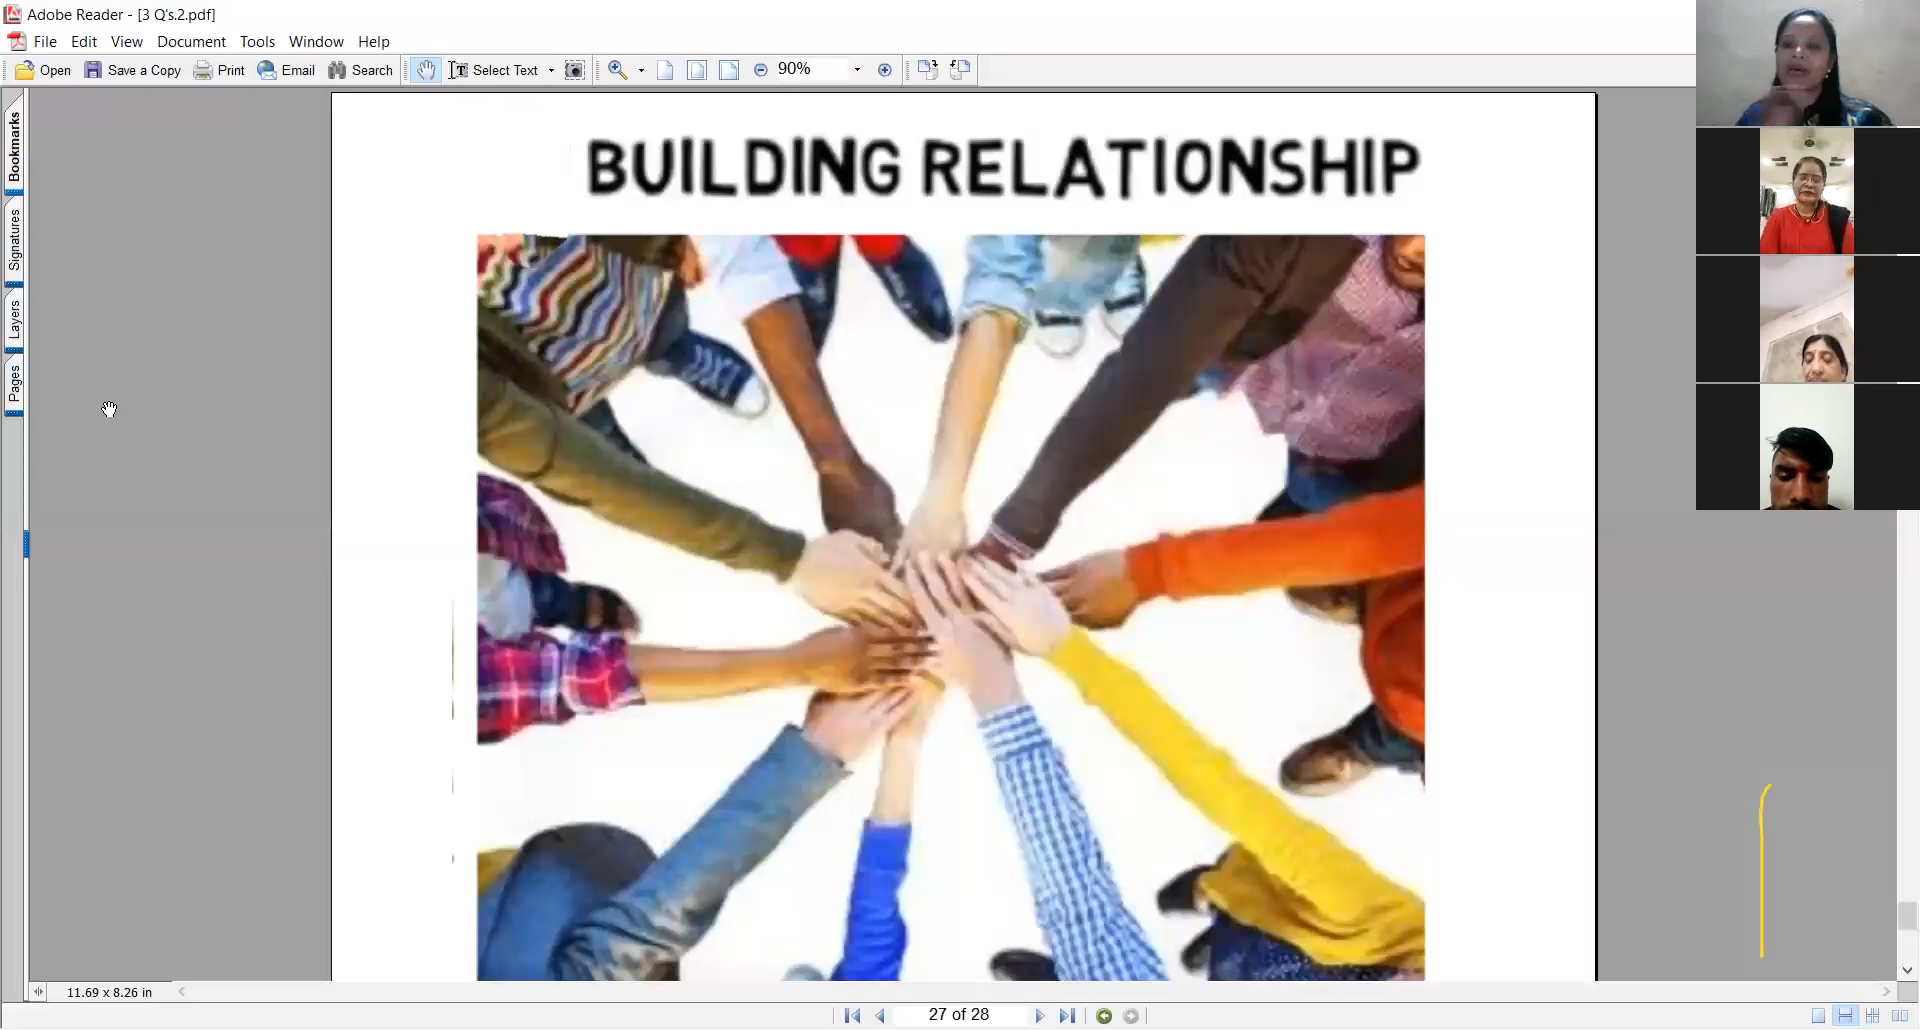 Adobe Reader - [3 Q's.2.pdf]
File Edit View Document Tools Window Help
Open Save a Copy Print Email Search Select Text 90%
Bookmarks
Signatures
Layers
Pages
BUILDING RELATIONSHIP
11.69 x 8.26 in
27 of 28